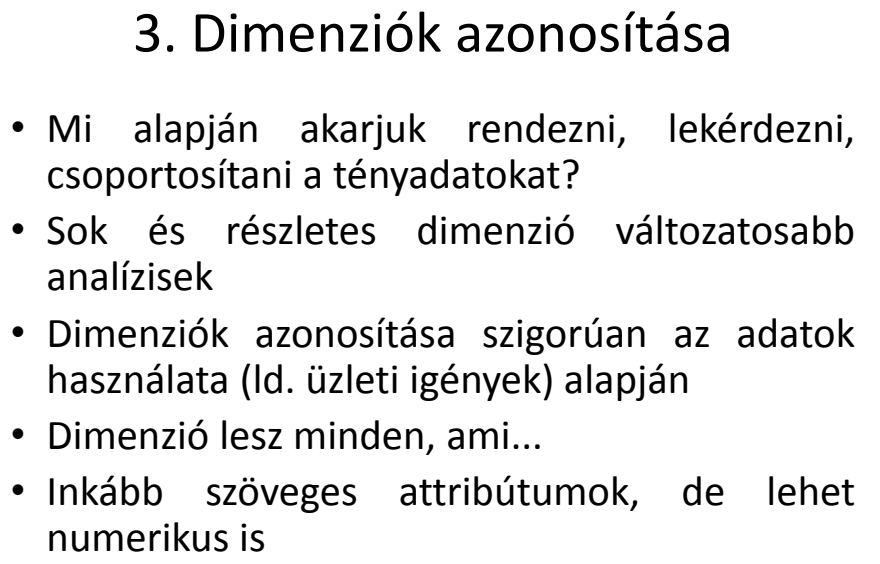 3. Dimenziók azonosítása
• Mi alapján akarjuk rendezni, lekérdezni,
csoportosítani a tényadatokat?
• Sok és részletes dimenzió változatosabb
analízisek
• Dimenziók azonosítása szigorúan az adatok
használata (ld. üzleti igények) alapján
• Dimenzió lesz minden, ami...
• Inkább szöveges attribútumok, de lehet
numerikus is